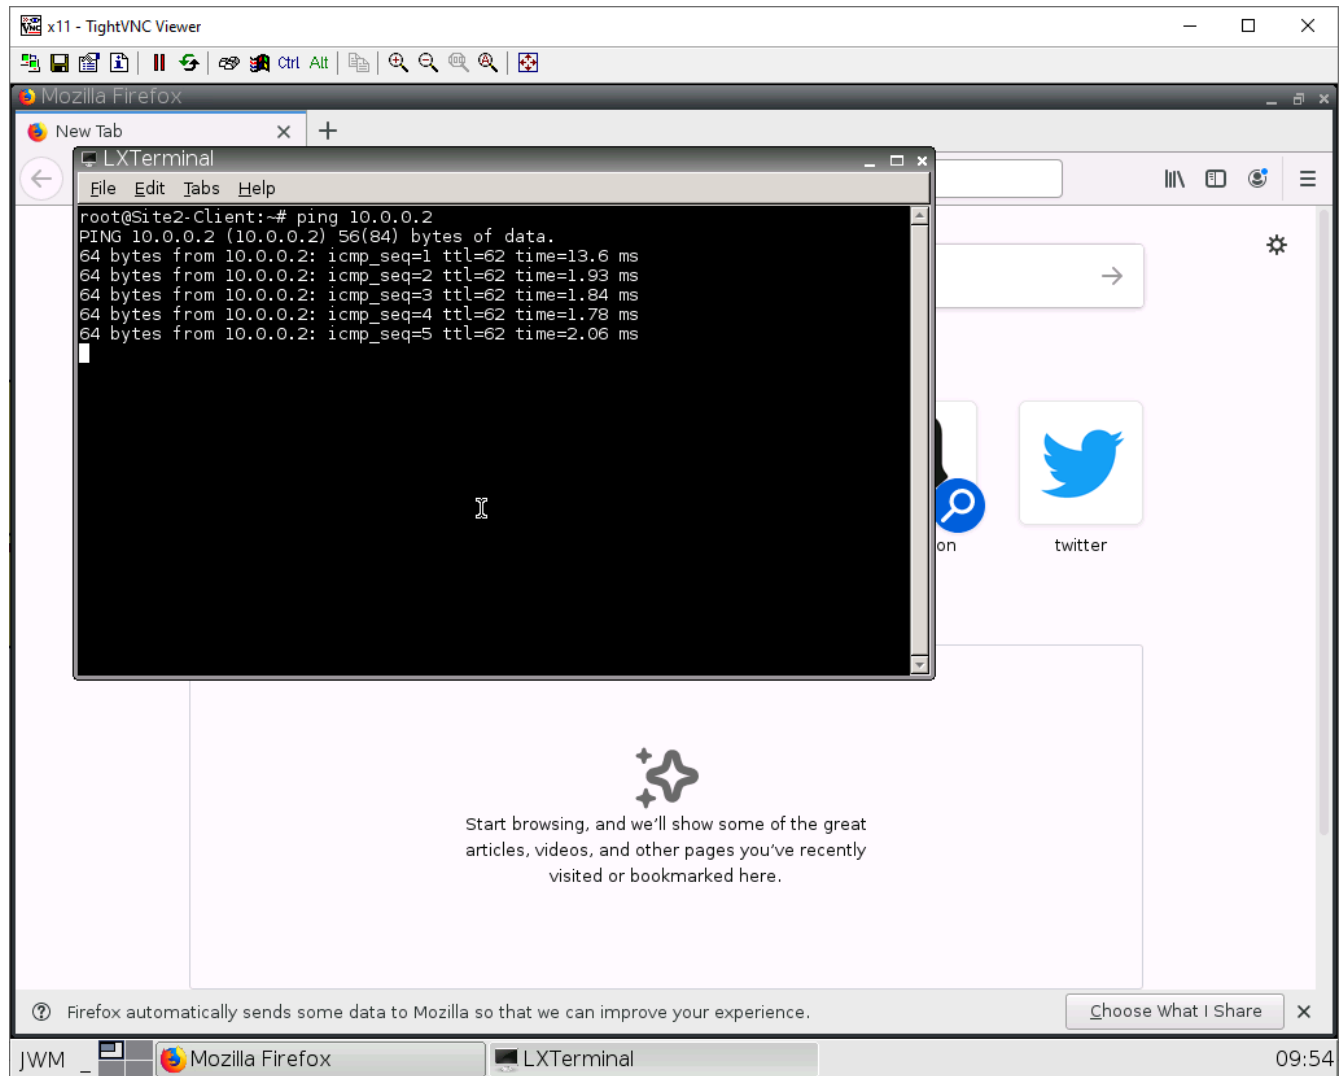 x11 - TightVNC Viewer
Ctrl Alt
Mozilla Firefox
New Tab
LXTerminal
File Edit Tabs Help
root@Site2-Client:~# ping 10.0.0.2
PING 10.0.0.2 (10.0.0.2) 56(84) bytes of data.
64 bytes from 10.0.0.2: icmp_seq=1 ttl=62 time=13.6 ms
64 bytes from 10.0.0.2: icmp_seq=2 ttl=62 time=1.93 ms
64 bytes from 10.0.0.2: icmp_seq=3 ttl=62 time=1.84 ms
64 bytes from 10.0.0.2: icmp_seq=4 ttl=62 time=1.78 ms
64 bytes from 10.0.0.2: icmp_seq=5 ttl=62 time=2.06 ms
on
twitter
Start browsing, and we'll show some of the great
articles, videos, and other pages you've recently
visited or bookmarked here.
Firefox automatically sends some data to Mozilla so that we can improve your experience.
Choose What I Share
JWM _
Mozilla Firefox
LXTerminal
09:54